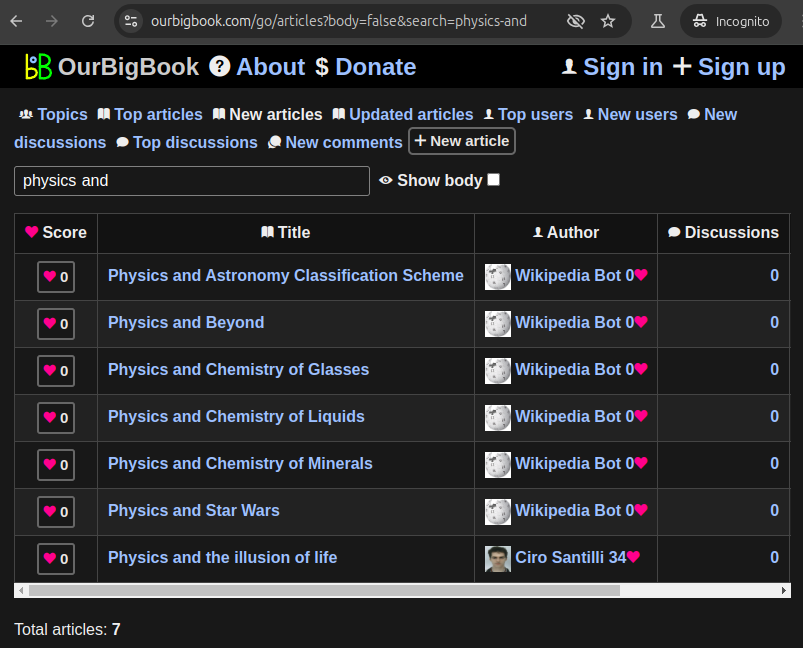 ourbigbook.com/go/articles?body=false&search=physics-and Incognito
OurBigBook ? About $ Donate Sign in + Sign up
Topics Top articles New articles Updated articles Top users New users New
discussions Top discussions New comments + New article
physics and Show body
Score Title Author Discussions
0 Physics and Astronomy Classification Scheme Wikipedia Bot 0 0
0 Physics and Beyond Wikipedia Bot 0 0
0 Physics and Chemistry of Glasses Wikipedia Bot 0 0
0 Physics and Chemistry of Liquids Wikipedia Bot 0 0
0 Physics and Chemistry of Minerals Wikipedia Bot 0 0
0 Physics and Star Wars Wikipedia Bot 0 0
0 Physics and the illusion of life Ciro Santilli 34 0
Total articles: 7